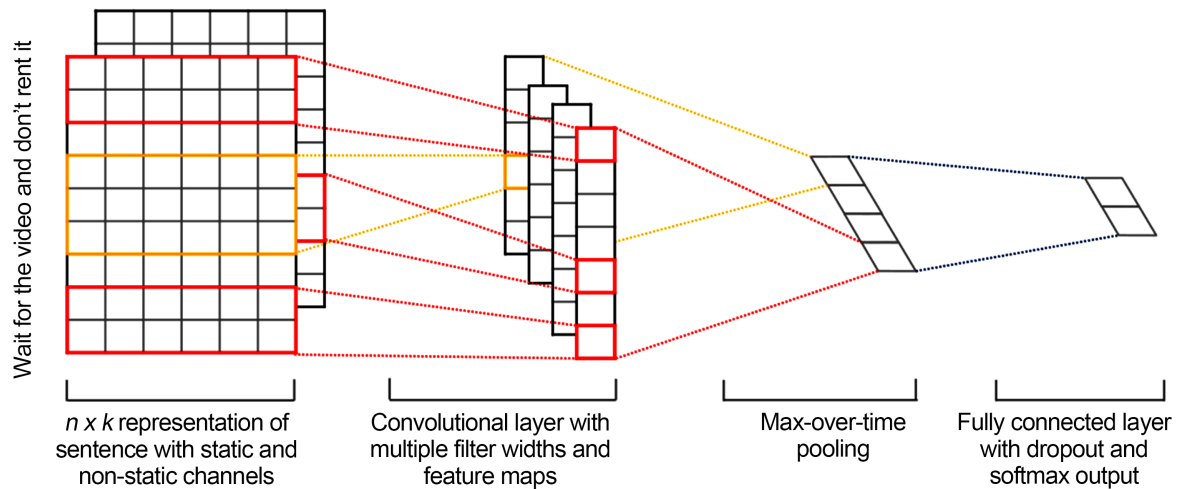 Wait for the video and don't rent it
n x k representation of
sentence with static and
non-static channels
Convolutional layer with
multiple filter widths and
feature maps
Max-over-time
pooling
Fully connected layer
with dropout and
softmax output